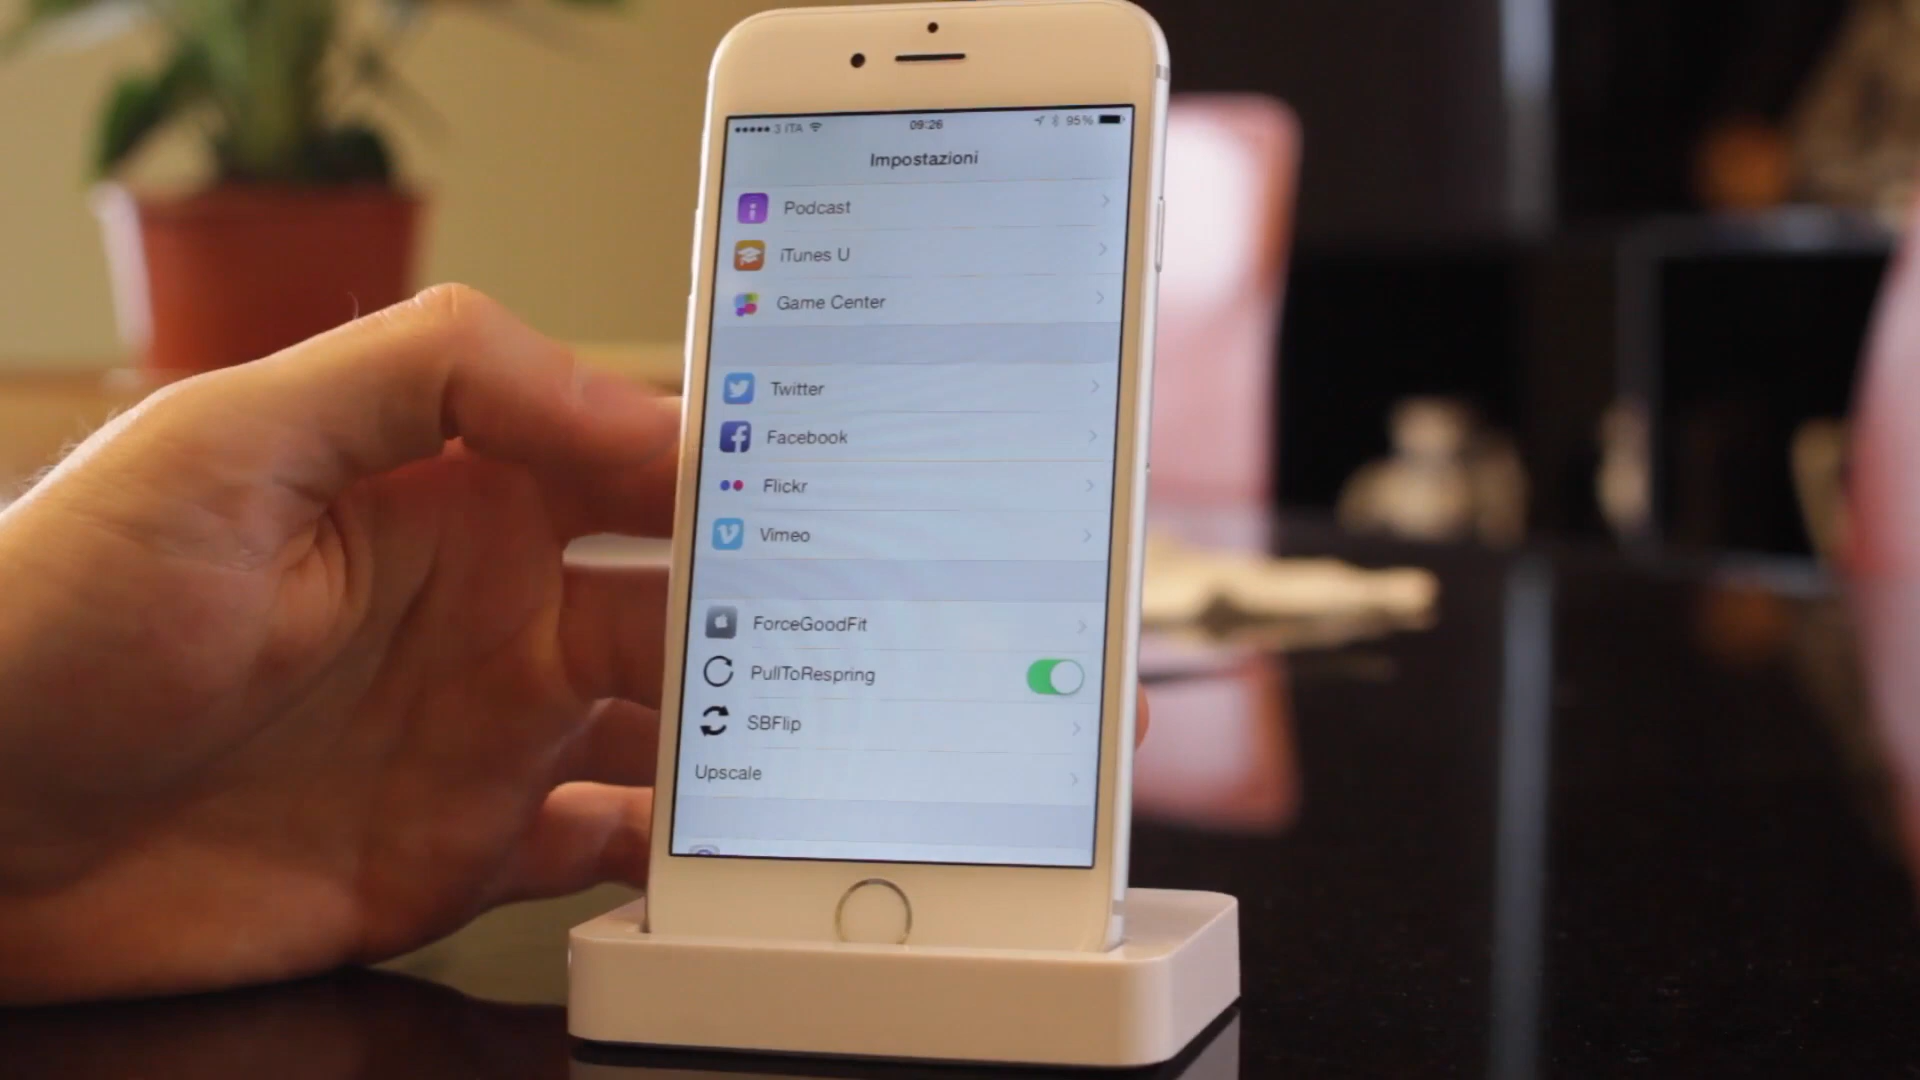 3 ITA 09:26 95%
Impostazioni
Podcast
iTunes U
Game Center
Twitter
Facebook
Flickr
Vimeo
ForceGoodFit
PullToRespring
SBFlip
Upscale